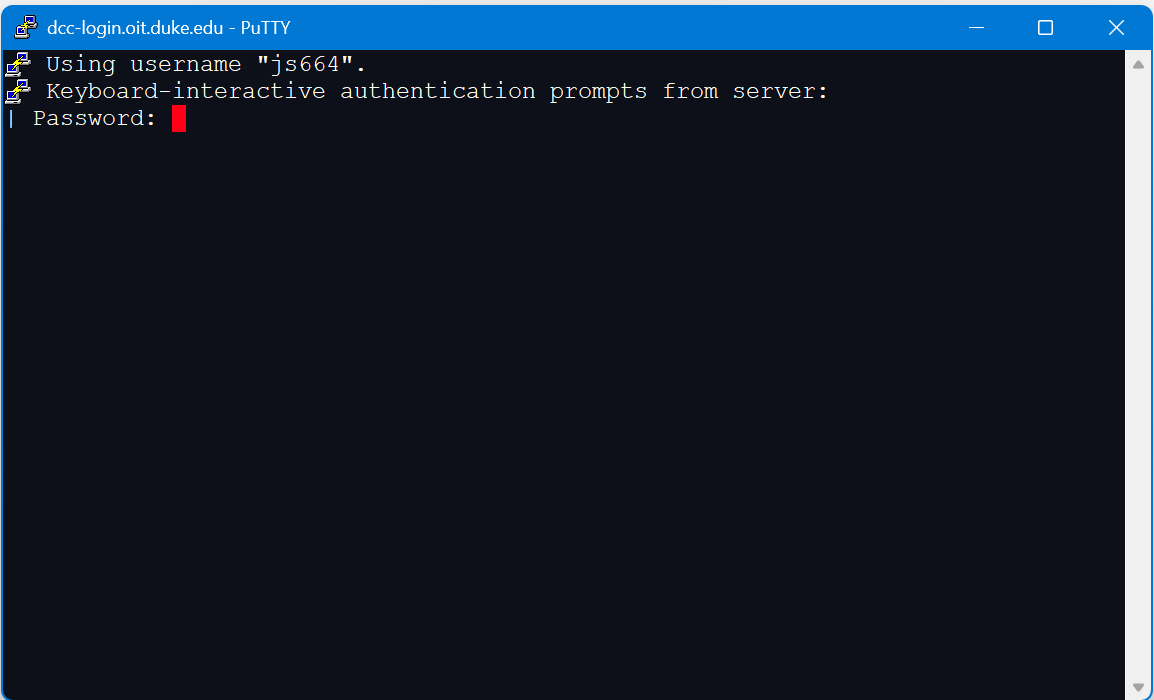 dcc-login.oit.duke.edu - PuTTY
Using username "js664".
Keyboard-interactive authentication prompts from server:
| Password: